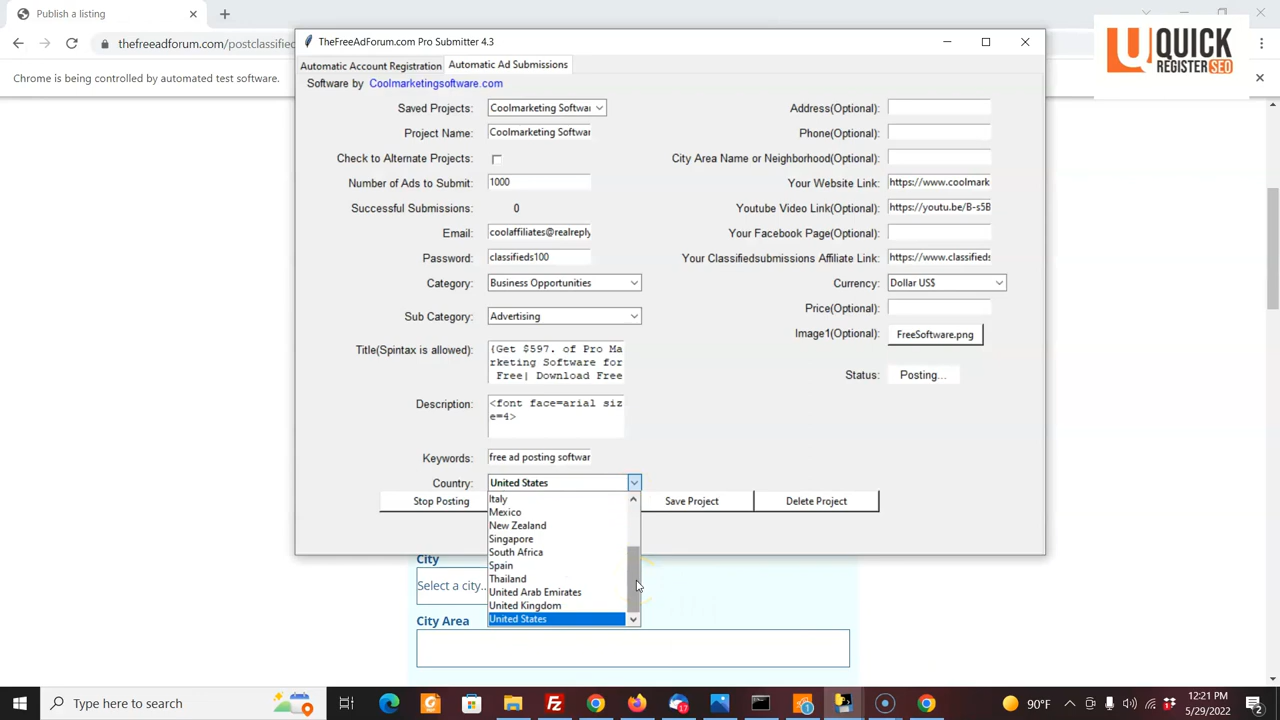 Publish a listing
thefreeadforum.com/postclassified
Chrome is being controlled by automated test software.
TheFreeAdForum.com Pro Submitter 4.3
QUICK
REGISTERSEO
Automatic Account Registration
Automatic Ad Submissions
Software by Coolmarketingsoftware.com
Saved Projects: Coolmarketing Softwar
Project Name: Coolmarketing Softwar
Check to Alternate Projects:
Number of Ads to Submit: 1000
Successful Submissions: 0
Email: coolaffiliates@realreply
Password: classifieds100
Category: Business Opportunities
Sub Category: Advertising
Title(Spintax is allowed): {Get $597. of Pro Ma
rketing Software for
Free| Download Free
Description: <font face=arial siz
e=4>
Keywords: free ad posting softwar
Country: United States
Address(Optional):
Phone(Optional):
City Area Name or Neighborhood(Optional):
Your Website Link: https://www.coolmark
Youtube Video Link(Optional): https://youtu.be/B-s5B
Your Facebook Page(Optional):
Your Classifiedsubmissions Affiliate Link: https://www.classifieds
Currency: Dollar US$
Price(Optional):
Image1(Optional): FreeSoftware.png
Status: Posting...
Stop Posting
Save Project
Delete Project
Italy
Mexico
New Zealand
Singapore
South Africa
Spain
Thailand
United Arab Emirates
United Kingdom
United States
City
Select a city..
City Area
Type here to search
17
90°F
12:21 PM
5/29/2022
2